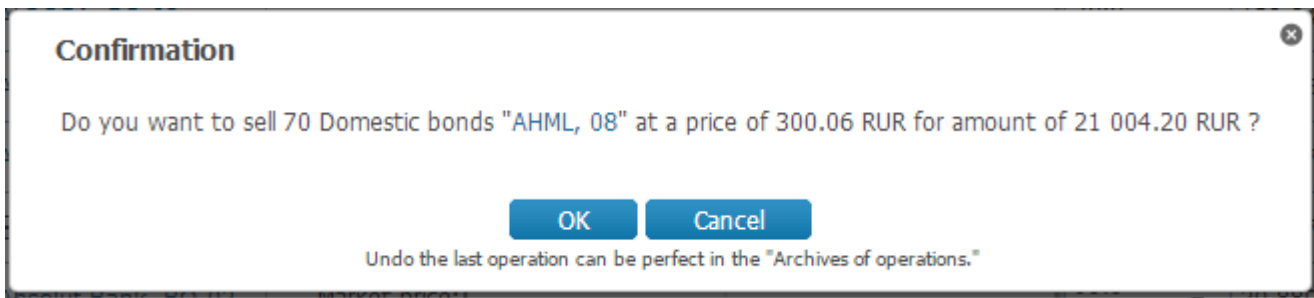 Confirmation
Do you want to sell 70 Domestic bonds "AHML, 08" at a price of 300.06 RUR for amount of 21 004.20 RUR ?
OK Cancel
Undo the last operation can be perfect in the "Archives of operations."